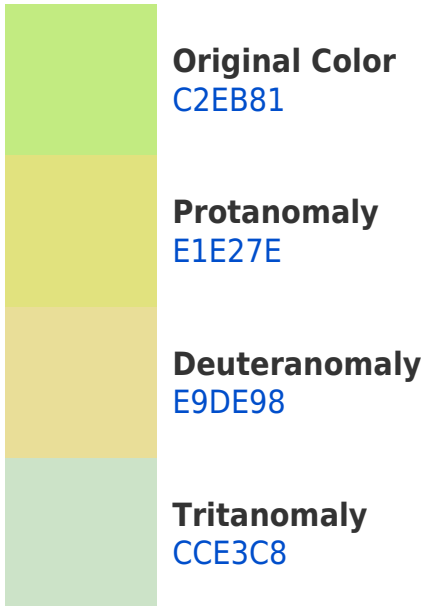 Original Color
C2EB81
Protanomaly
E1E27E
Deuteranomaly
E9DE98
Tritanomaly
CCE3C8